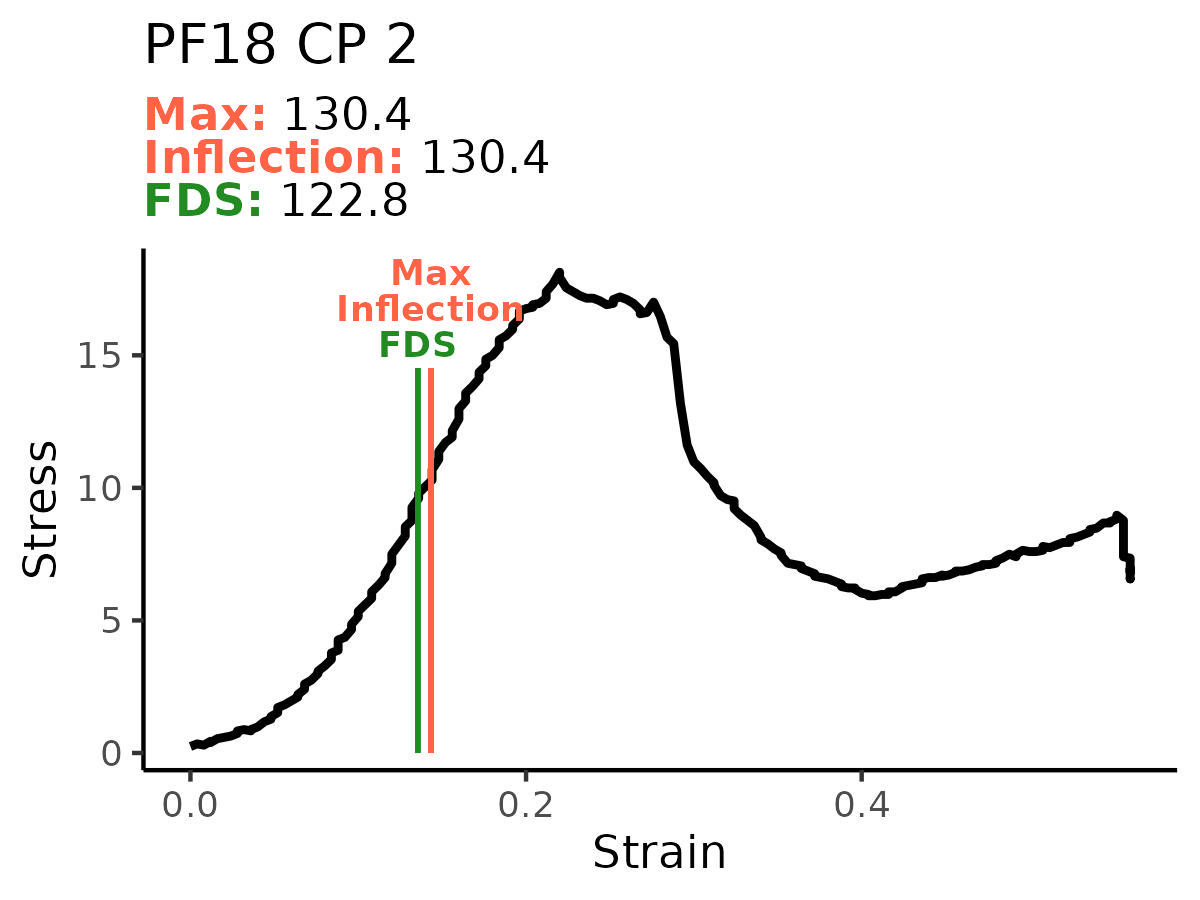 PF18 CP 2
Max: 130.4
Inflection: 130.4
FDS: 122.8
Max
Inflection
FDS
15
10
5
0
Stress
0.0 0.2 0.4
Strain